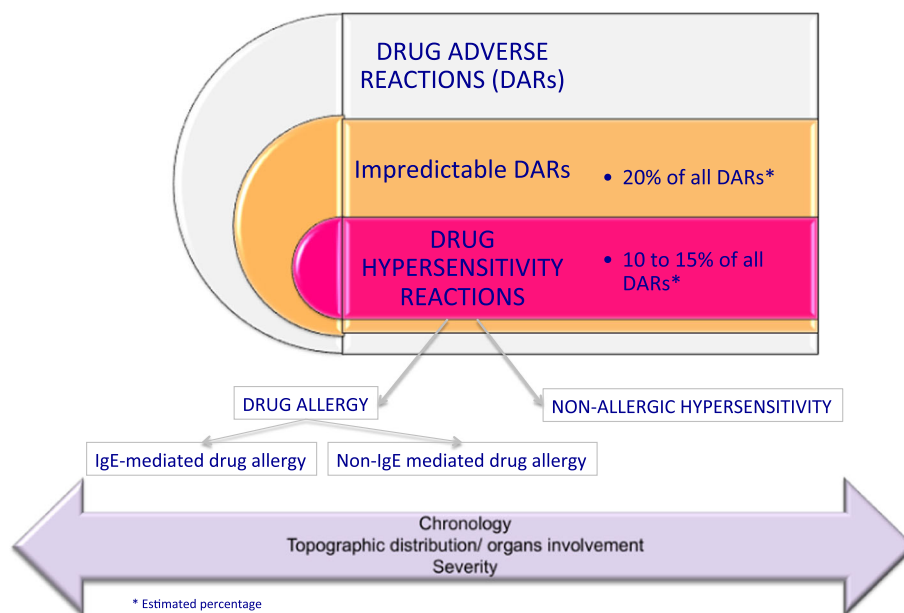 DRUG ADVERSE
REACTIONS (DARs)
Impredictable DARs
• 20% of all DARs*
DRUG
HYPERSENSITIVITY
REACTIONS
• 10 to 15% of all
DARs*
DRUG ALLERGY
NON-ALLERGIC HYPERSENSITIVITY
IgE-mediated drug allergy
Non-IgE mediated drug allergy
Chronology
Topographic distribution/ organs involvement
Severity
* Estimated percentage